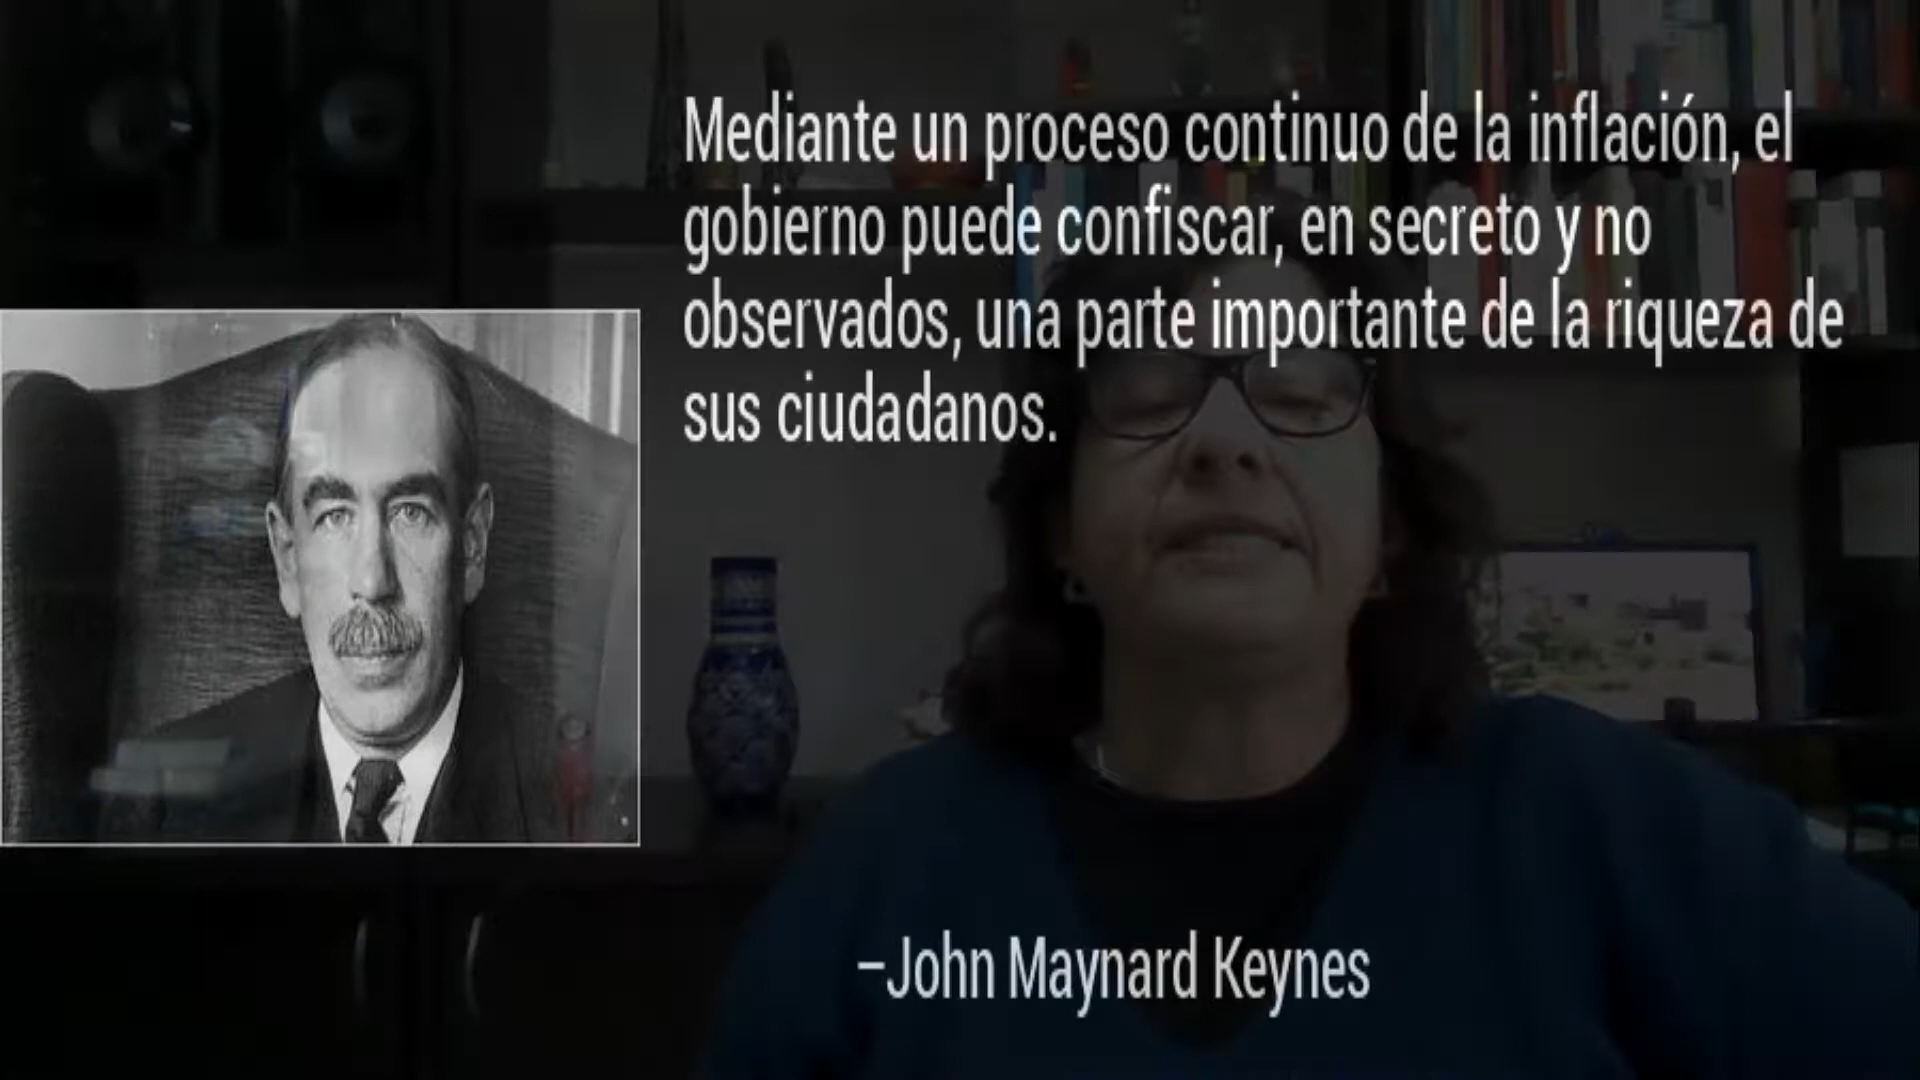 Mediante un proceso continuo de la inflación, el
gobierno puede confiscar, en secreto y no
observados, una parte importante de la riqueza de
sus ciudadanos.
–John Maynard Keynes